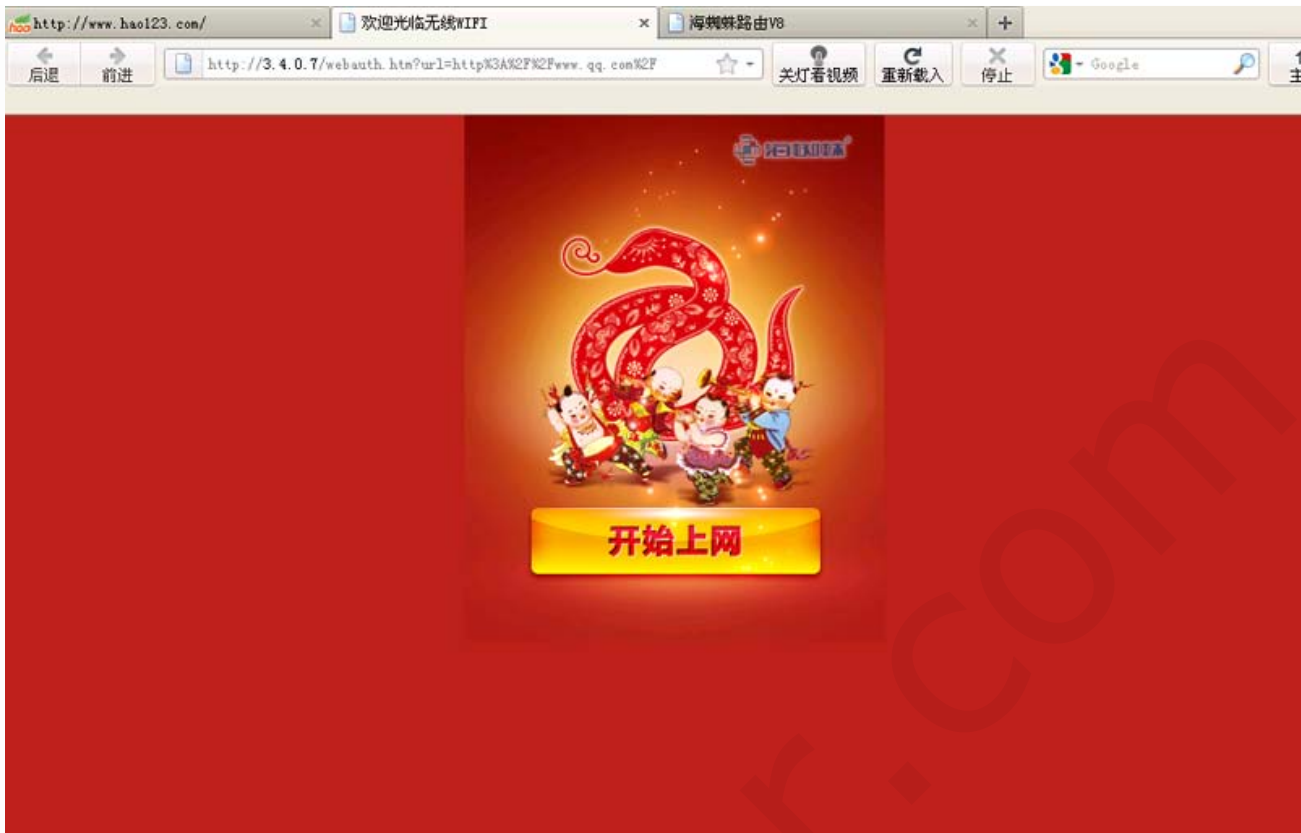 http://www.hao123.com/
欢迎光临无线WIFI
海蜘蛛路由V8
后退
前进
http://3.4.0.7/webauth.htm?url=http%3A%2F%2Fwww.qq.com%2F
关灯看视频
重新载入
停止
Google
主
开始上网
r.com